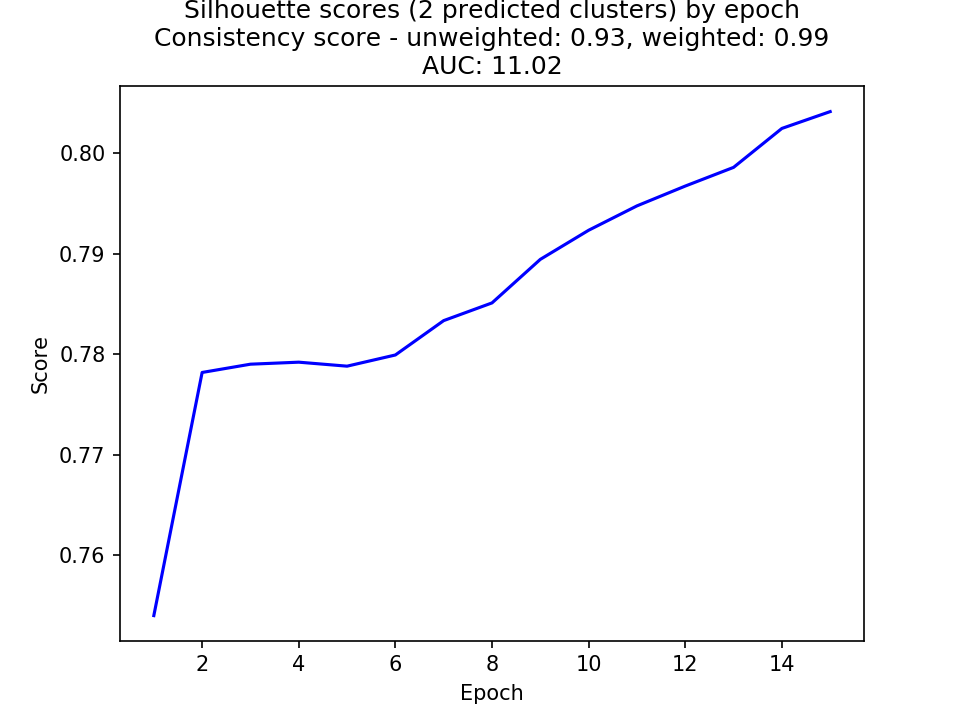 Silhouette scores (2 predicted clusters) by epoch
Consistency score - unweighted: 0.93, weighted: 0.99
AUC: 11.02
0.80
0.79
0.78
0.77
0.76
Score
2 4 6 8 10 12 14
Epoch